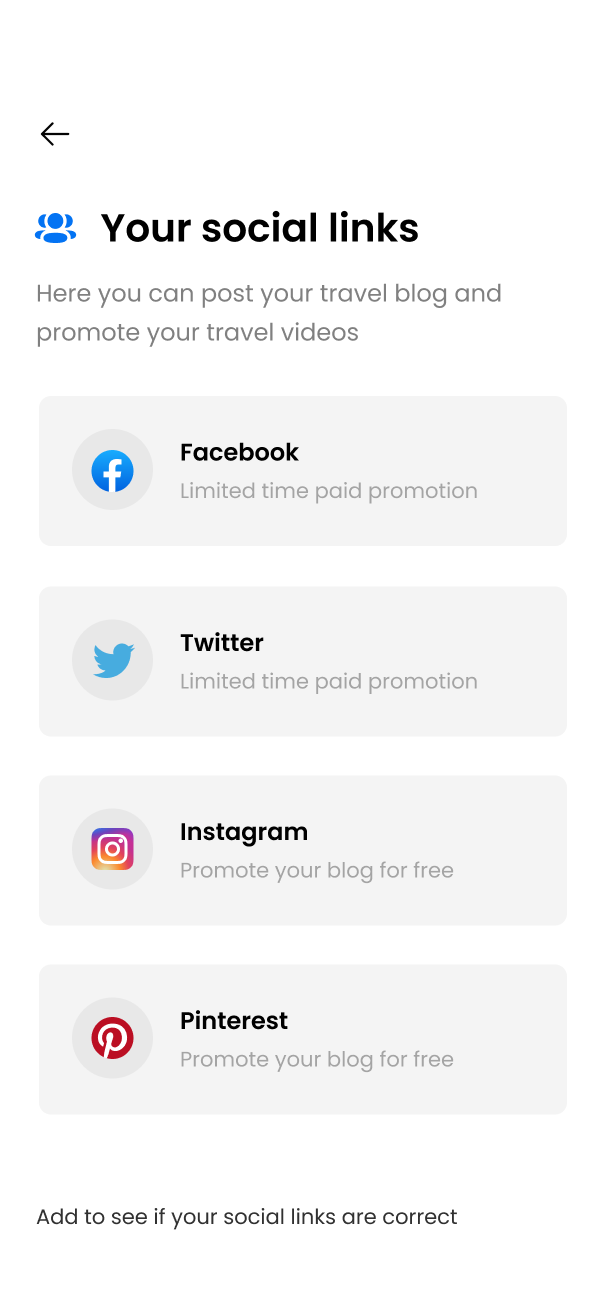 Your social links
Here you can post your travel blog and
promote your travel videos
Facebook
Limited time paid promotion
Twitter
Limited time paid promotion
Instagram
Promote your blog for free
Pinterest
Promote your blog for free
Add to see if your social links are correct